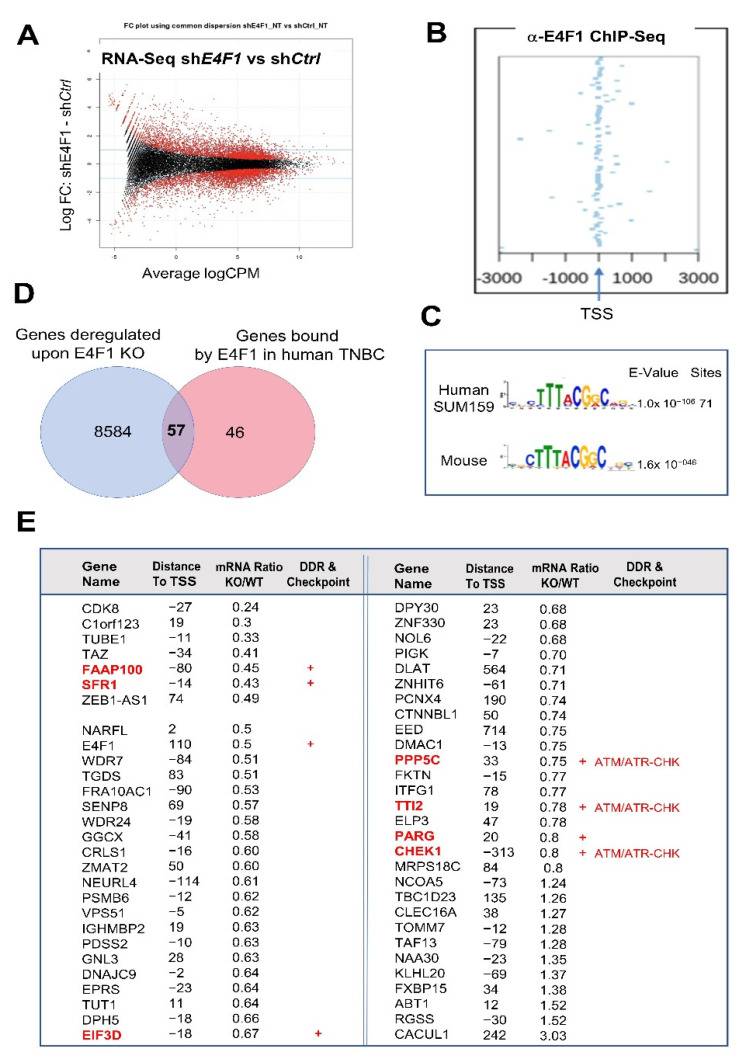 A
FC plot using common dispersion shE4F1_NT vs shCtrl_NT
RNA-Seq shE4F1 vs shCtrl
Log FC: shE4F1 - shCtrl
-5 0 5 10
Average logCPM
B
α-E4F1 ChIP-Seq
-3000 -1000 0 1000 3000
TSS
D
Genes deregulated upon E4F1 KO
Genes bound by E4F1 in human TNBC
8584 57 46
C
E-Value Sites
Human SUM159 1.0x 10⁻¹⁰⁶ 71
Mouse 1.6x 10⁻⁰⁴⁶
E
Gene Name Distance To TSS mRNA Ratio KO/WT DDR & Checkpoint
CDK8 −27 0.24
C1orf123 19 0.3
TUBE1 −11 0.33
TAZ −34 0.41
FAAP100 −80 0.45 +
SFR1 −14 0.43 +
ZEB1-AS1 74 0.49
NARFL 2 0.5
E4F1 110 0.5 +
WDR7 −84 0.51
TGDS 83 0.51
FRA10AC1 −90 0.53
SENP8 69 0.57
WDR24 −19 0.58
GGCX −41 0.58
CRLS1 −16 0.60
ZMAT2 50 0.60
NEURL4 −114 0.61
PSMB6 −12 0.62
VPS51 −5 0.62
IGHMBP2 19 0.63
PDSS2 −10 0.63
GNL3 28 0.63
DNAJC9 −2 0.64
EPRS −23 0.64
TUT1 11 0.64
DPH5 −18 0.66
EIF3D −18 0.67 +
Gene Name Distance To TSS mRNA Ratio KO/WT DDR & Checkpoint
DPY30 23 0.68
ZNF330 23 0.68
NOL6 −22 0.68
PIGK −7 0.70
DLAT 564 0.71
ZNHIT6 −61 0.71
PCNX4 190 0.74
CTNNBL1 50 0.74
EED 714 0.75
DMAC1 −13 0.75
PPP5C 33 0.75 + ATM/ATR-CHK
FKTN −15 0.77
ITFG1 78 0.77
TTI2 19 0.78 + ATM/ATR-CHK
ELP3 47 0.78
PARG 20 0.8 +
CHEK1 −313 0.8 + ATM/ATR-CHK
MRPS18C 84 0.8
NCOA5 −73 1.24
TBC1D23 135 1.26
CLEC16A 38 1.27
TOMM7 −12 1.28
TAF13 −79 1.28
NAA30 −23 1.35
KLHL20 −69 1.37
FXBP15 34 1.38
ABT1 12 1.52
RGSS −30 1.52
CACUL1 242 3.03